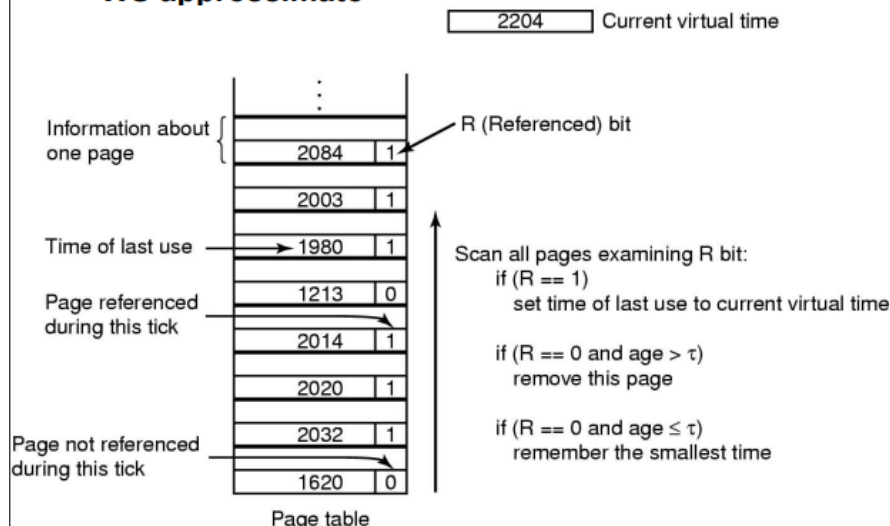 WS approximate
2204 Current virtual time
Information about
one page
R (Referenced) bit
2084 1
2003 1
Time of last use
1980 1
1213 0
Page referenced
during this tick
2014 1
2020 1
2032 1
Page not referenced
during this tick
1620 0
Page table
Scan all pages examining R bit:
if (R == 1)
set time of last use to current virtual time
if (R == 0 and age > τ)
remove this page
if (R == 0 and age ≤ τ)
remember the smallest time